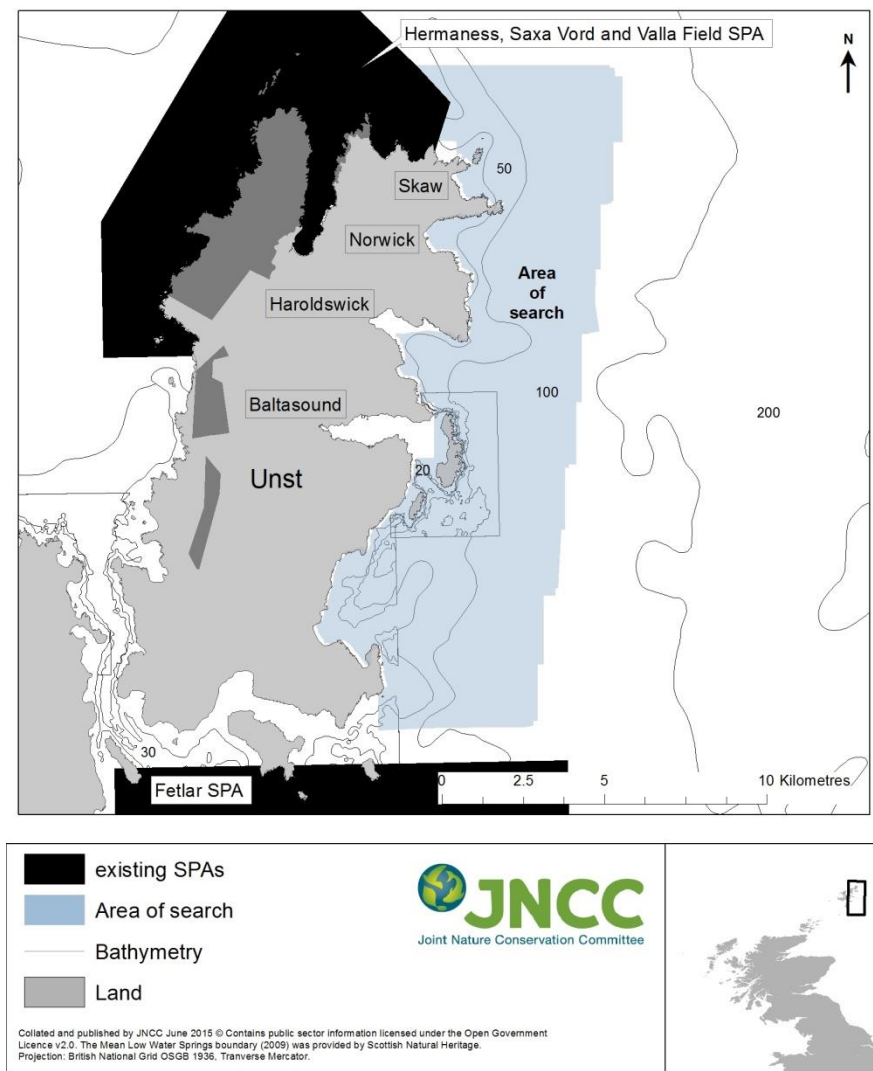 Hermaness, Saxa Vord and Valla Field SPA
N
Skaw
50
Norwick
Area
of
search
Haroldswick
100
Baltasound
200
20
Unst
30
Fetlar SPA
0 2.5 5 10 Kilometres
existing SPAs
Area of search
Bathymetry
Land
JNCC
Joint Nature Conservation Committee
Collated and published by JNCC June 2015 © Contains public sector information licensed under the Open Government
Licence v2.0. The Mean Low Water Springs boundary (2009) was provided by Scottish Natural Heritage.
Projection: British National Grid OSGB 1936, Tranverse Mercator.